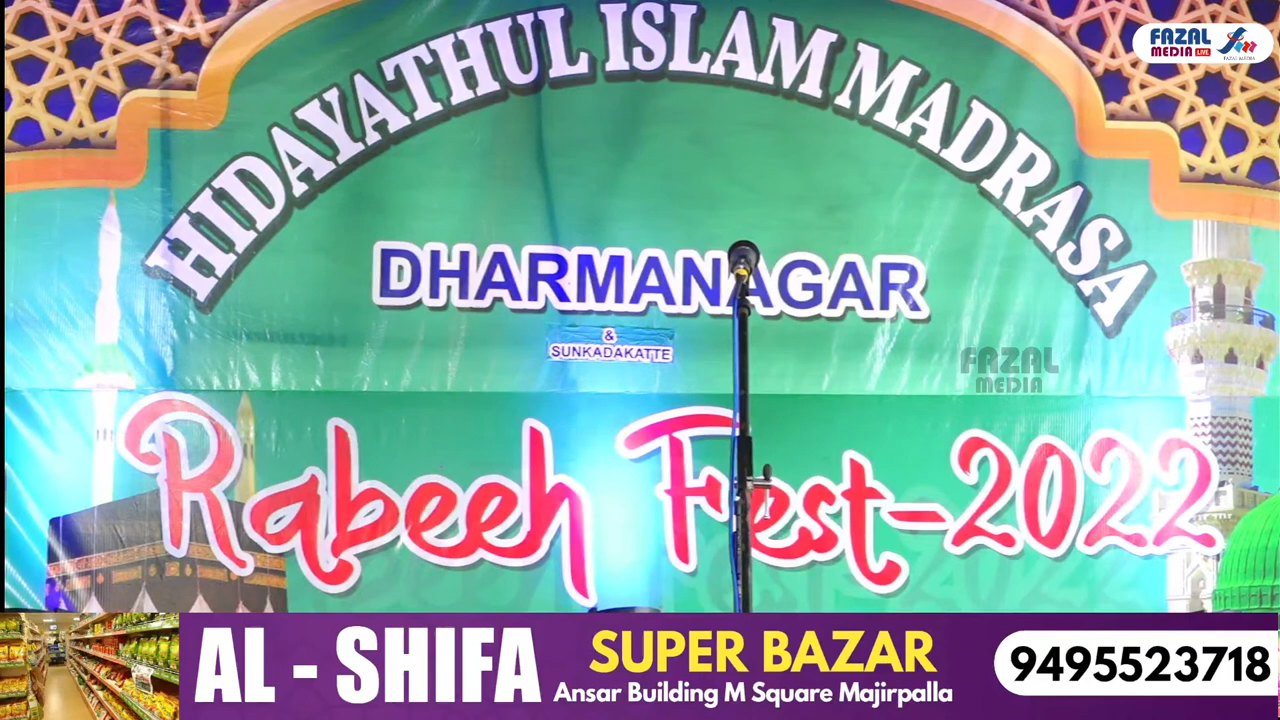 HIDAYATHUL ISLAM MADRASA
FAZAL
MEDIA LIVE
FAZAL MEDIA
DHARMANAGAR
&
SUNKADAKATTE
FAZAL
MEDIA
Rabeeh Fest-2022
AL - SHIFA
SUPER BAZAR
Ansar Building M Square Majirpalla
9495523718